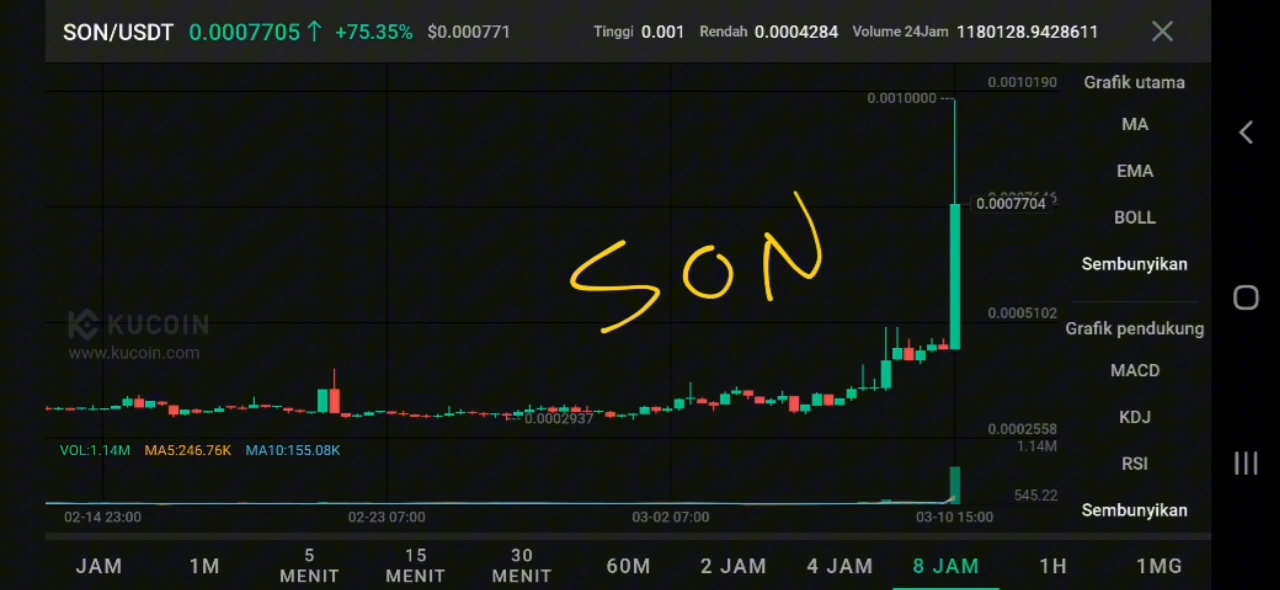 SON/USDT 0.0007705↑ +75.35% $0.000771 Tinggi 0.001 Rendah 0.0004284 Volume 24Jam 1180128.9428611
0.0010190 Grafik utama
0.0010000
MA
EMA
0.0007704
BOLL
SON
Sembunyikan
0.0005102
KUCOIN
Grafik pendukung
www.kucoin.com
MACD
0.0002937
KDJ
0.0002558
VOL:1.14M MA5:246.76K MA10:155.08K
1.14M
RSI
545.22
Sembunyikan
02-14 23:00 02-23 07:00 03-02 07:00 03-10 15:00
JAM 1M 5 MENIT 15 MENIT 30 MENIT 60M 2 JAM 4 JAM 8 JAM 1H 1MG